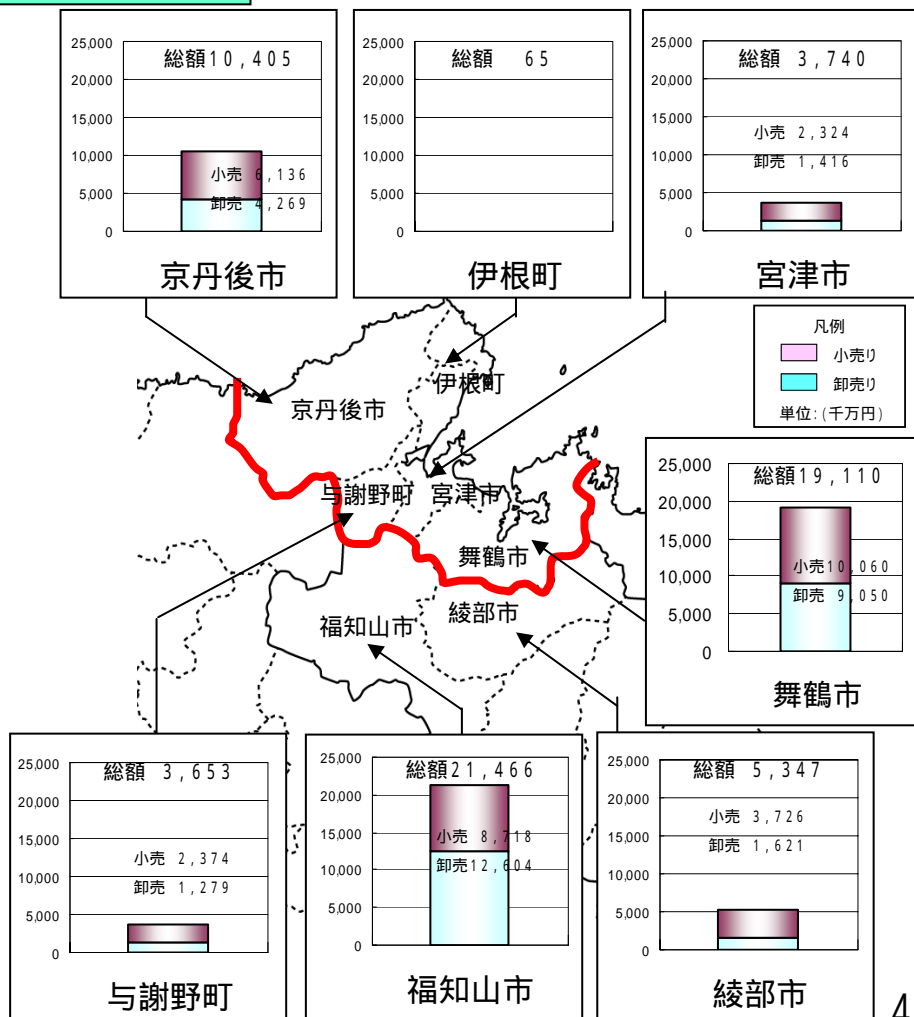 25,000
20,000
15,000
10,000
5,000
0
総額10,405
小売 6,136
卸売 4,269
京丹後市
25,000
20,000
15,000
10,000
5,000
0
総額 65
伊根町
25,000
20,000
15,000
10,000
5,000
0
総額 3,740
小売 2,324
卸売 1,416
宮津市
凡例
小売り
卸売り
単位:(千万円)
伊根町
京丹後市
与謝野町
宮津市
舞鶴市
福知山市
綾部市
25,000
20,000
15,000
10,000
5,000
0
総額19,110
小売10,060
卸売 9,050
舞鶴市
25,000
20,000
15,000
10,000
5,000
0
総額 3,653
小売 2,374
卸売 1,279
与謝野町
25,000
20,000
15,000
10,000
5,000
0
総額21,466
小売 8,718
卸売12,604
福知山市
25,000
20,000
15,000
10,000
5,000
0
総額 5,347
小売 3,726
卸売 1,621
綾部市
4